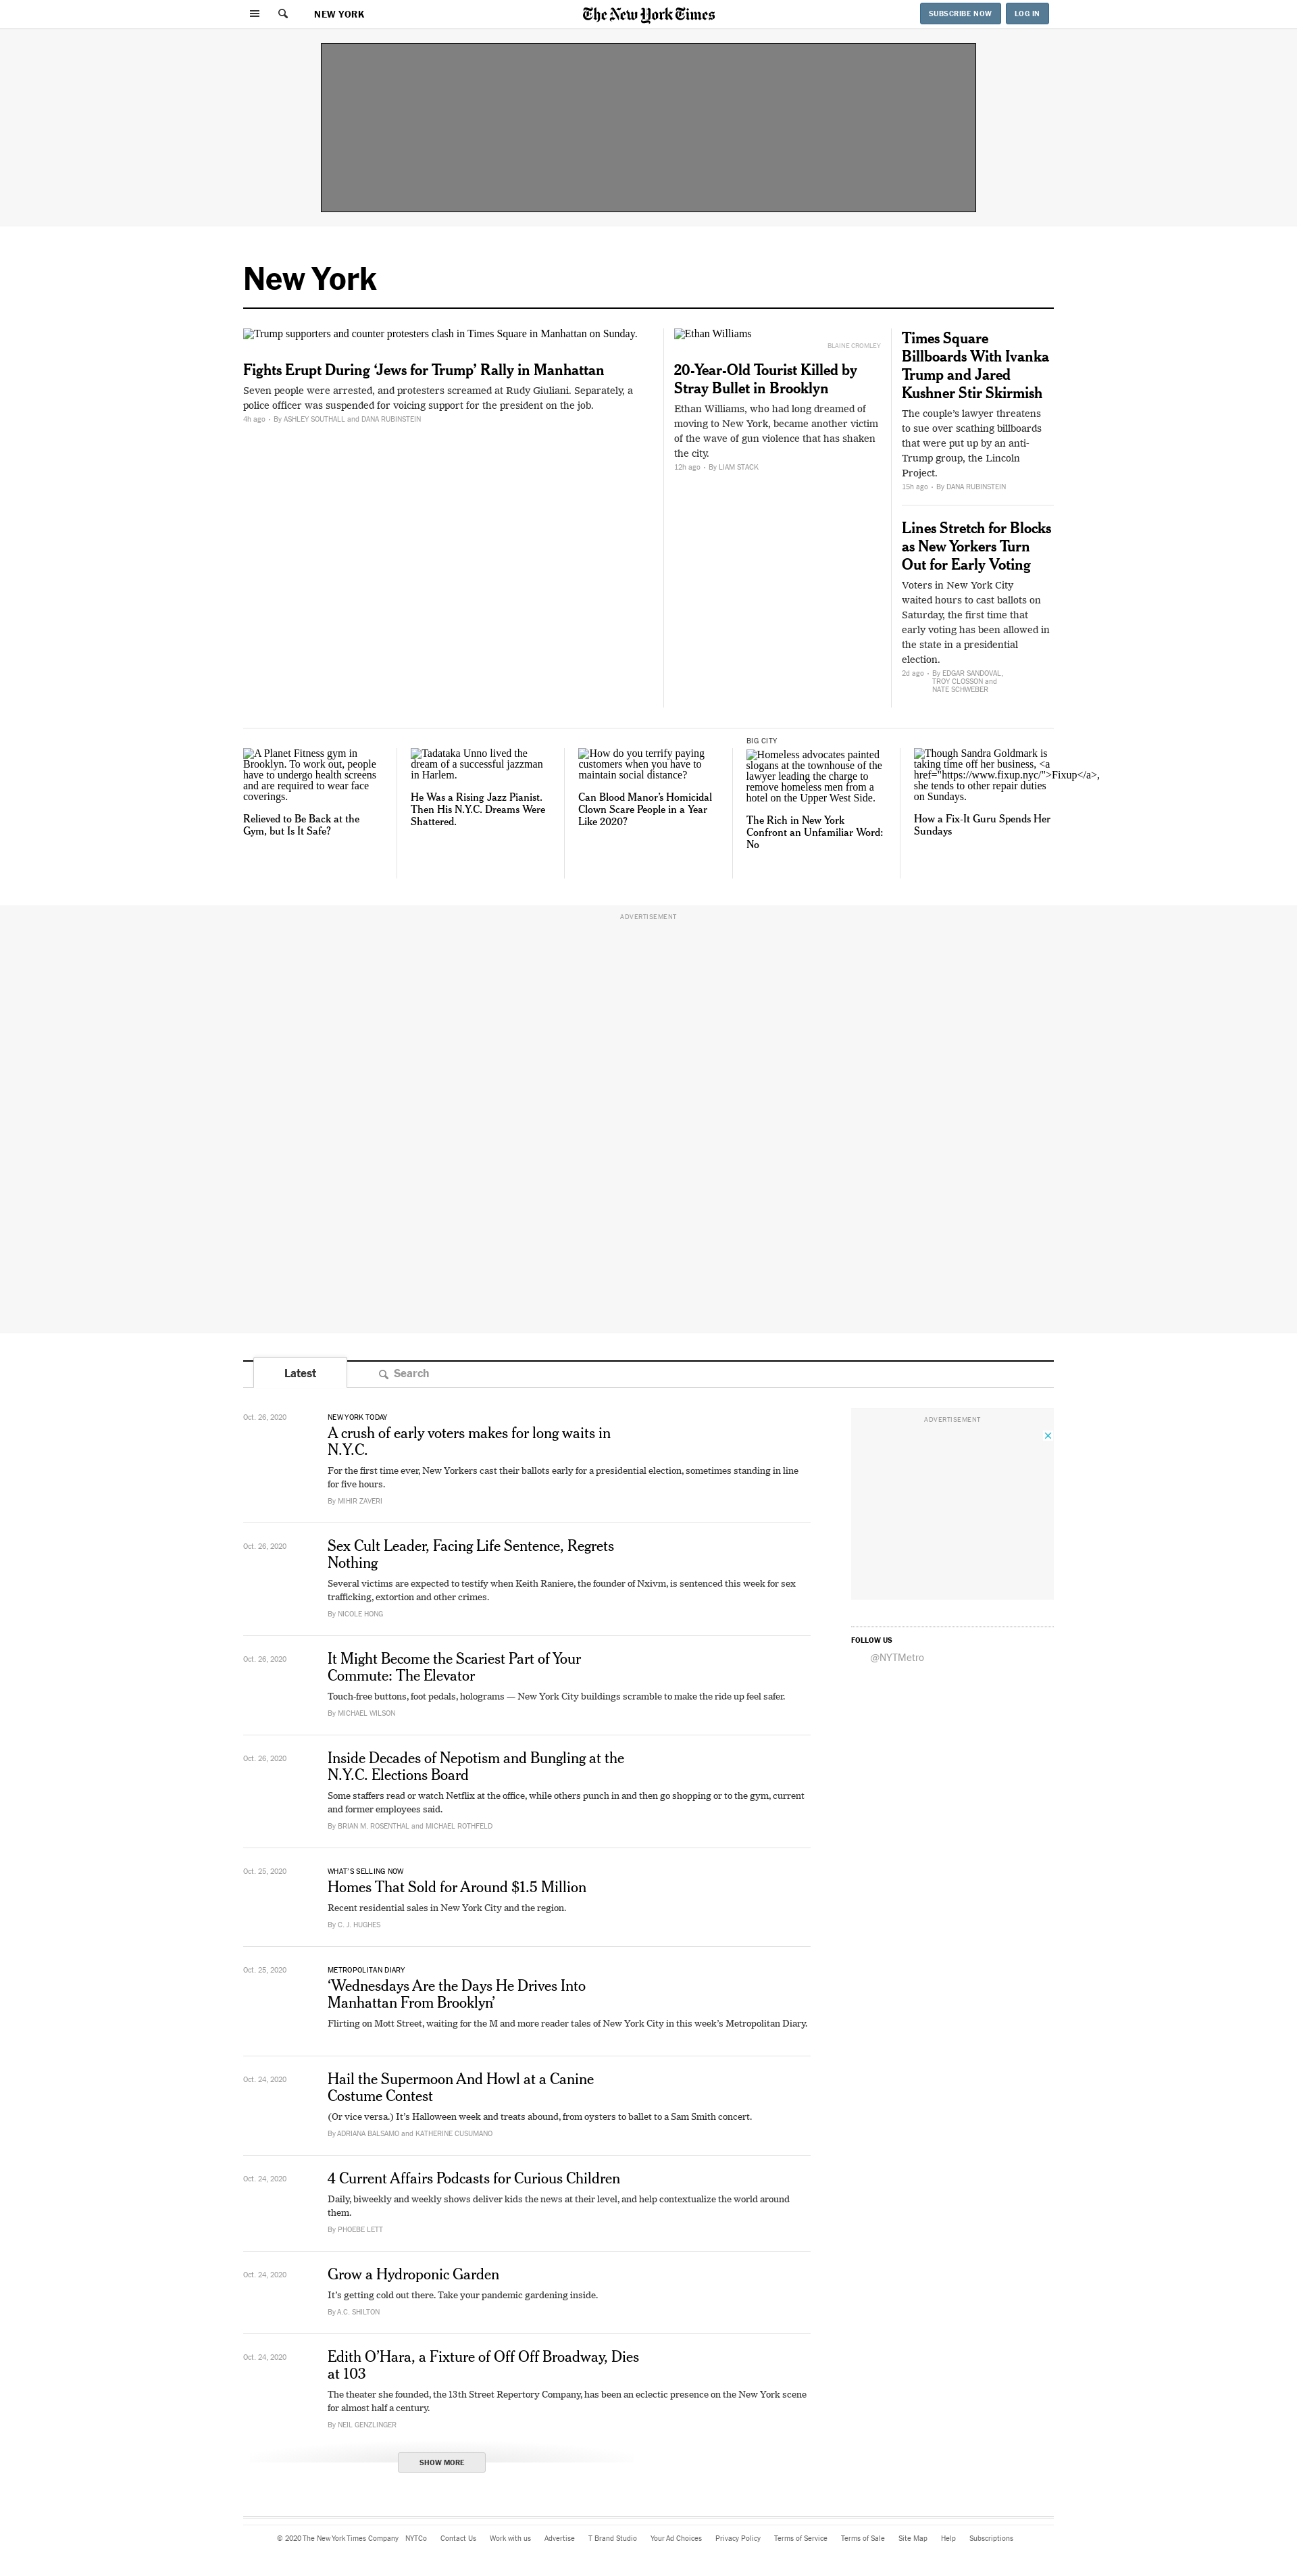 NEW YORK
The New York Times
SUBSCRIBE NOW
LOG IN
New York
Trump supporters and counter protesters clash in Times Square in Manhattan on Sunday.
Fights Erupt During ‘Jews for Trump’ Rally in Manhattan
Seven people were arrested, and protesters screamed at Rudy Giuliani. Separately, a
police officer was suspended for voicing support for the president on the job.
4h ago • By ASHLEY SOUTHALL and DANA RUBINSTEIN
Ethan Williams
BLAINE CROMLEY
20-Year-Old Tourist Killed by
Stray Bullet in Brooklyn
Ethan Williams, who had long dreamed of
moving to New York, became another victim
of the wave of gun violence that has shaken
the city.
12h ago • By LIAM STACK
Times Square
Billboards With Ivanka
Trump and Jared
Kushner Stir Skirmish
The couple’s lawyer threatens
to sue over scathing billboards
that were put up by an anti-
Trump group, the Lincoln
Project.
15h ago • By DANA RUBINSTEIN
Lines Stretch for Blocks
as New Yorkers Turn
Out for Early Voting
Voters in New York City
waited hours to cast ballots on
Saturday, the first time that
early voting has been allowed in
the state in a presidential
election.
2d ago • By EDGAR SANDOVAL,
TROY CLOSSON and
NATE SCHWEBER
A Planet Fitness gym in
Brooklyn. To work out, people
have to undergo health screens
and are required to wear face
coverings.
Relieved to Be Back at the
Gym, but Is It Safe?
Tadataka Unno lived the
dream of a successful jazzman
in Harlem.
He Was a Rising Jazz Pianist.
Then His N.Y.C. Dreams Were
Shattered.
How do you terrify paying
customers when you have to
maintain social distance?
Can Blood Manor’s Homicidal
Clown Scare People in a Year
Like 2020?
BIG CITY
Homeless advocates painted
slogans at the townhouse of the
lawyer leading the charge to
remove homeless men from a
hotel on the Upper West Side.
The Rich in New York
Confront an Unfamiliar Word:
No
Though Sandra Goldmark is
taking time off her business, <a
href="https://www.fixup.nyc/">Fixup</a>,
she tends to other repair duties
on Sundays.
How a Fix-It Guru Spends Her
Sundays
ADVERTISEMENT
Latest
Search
Oct. 26, 2020
NEW YORK TODAY
A crush of early voters makes for long waits in
N.Y.C.
For the first time ever, New Yorkers cast their ballots early for a presidential election, sometimes standing in line
for five hours.
By MIHIR ZAVERI
ADVERTISEMENT
Oct. 26, 2020
Sex Cult Leader, Facing Life Sentence, Regrets
Nothing
Several victims are expected to testify when Keith Raniere, the founder of Nxivm, is sentenced this week for sex
trafficking, extortion and other crimes.
By NICOLE HONG
FOLLOW US
@NYTMetro
Oct. 26, 2020
It Might Become the Scariest Part of Your
Commute: The Elevator
Touch-free buttons, foot pedals, holograms — New York City buildings scramble to make the ride up feel safer.
By MICHAEL WILSON
Oct. 26, 2020
Inside Decades of Nepotism and Bungling at the
N.Y.C. Elections Board
Some staffers read or watch Netflix at the office, while others punch in and then go shopping or to the gym, current
and former employees said.
By BRIAN M. ROSENTHAL and MICHAEL ROTHFELD
Oct. 25, 2020
WHAT’S SELLING NOW
Homes That Sold for Around $1.5 Million
Recent residential sales in New York City and the region.
By C. J. HUGHES
Oct. 25, 2020
METROPOLITAN DIARY
‘Wednesdays Are the Days He Drives Into
Manhattan From Brooklyn’
Flirting on Mott Street, waiting for the M and more reader tales of New York City in this week’s Metropolitan Diary.
Oct. 24, 2020
Hail the Supermoon And Howl at a Canine
Costume Contest
(Or vice versa.) It’s Halloween week and treats abound, from oysters to ballet to a Sam Smith concert.
By ADRIANA BALSAMO and KATHERINE CUSUMANO
Oct. 24, 2020
4 Current Affairs Podcasts for Curious Children
Daily, biweekly and weekly shows deliver kids the news at their level, and help contextualize the world around
them.
By PHOEBE LETT
Oct. 24, 2020
Grow a Hydroponic Garden
It’s getting cold out there. Take your pandemic gardening inside.
By A.C. SHILTON
Oct. 24, 2020
Edith O’Hara, a Fixture of Off Off Broadway, Dies
at 103
The theater she founded, the 13th Street Repertory Company, has been an eclectic presence on the New York scene
for almost half a century.
By NEIL GENZLINGER
SHOW MORE
© 2020 The New York Times Company NYTCo Contact Us Work with us Advertise T Brand Studio Your Ad Choices Privacy Policy Terms of Service Terms of Sale Site Map Help Subscriptions